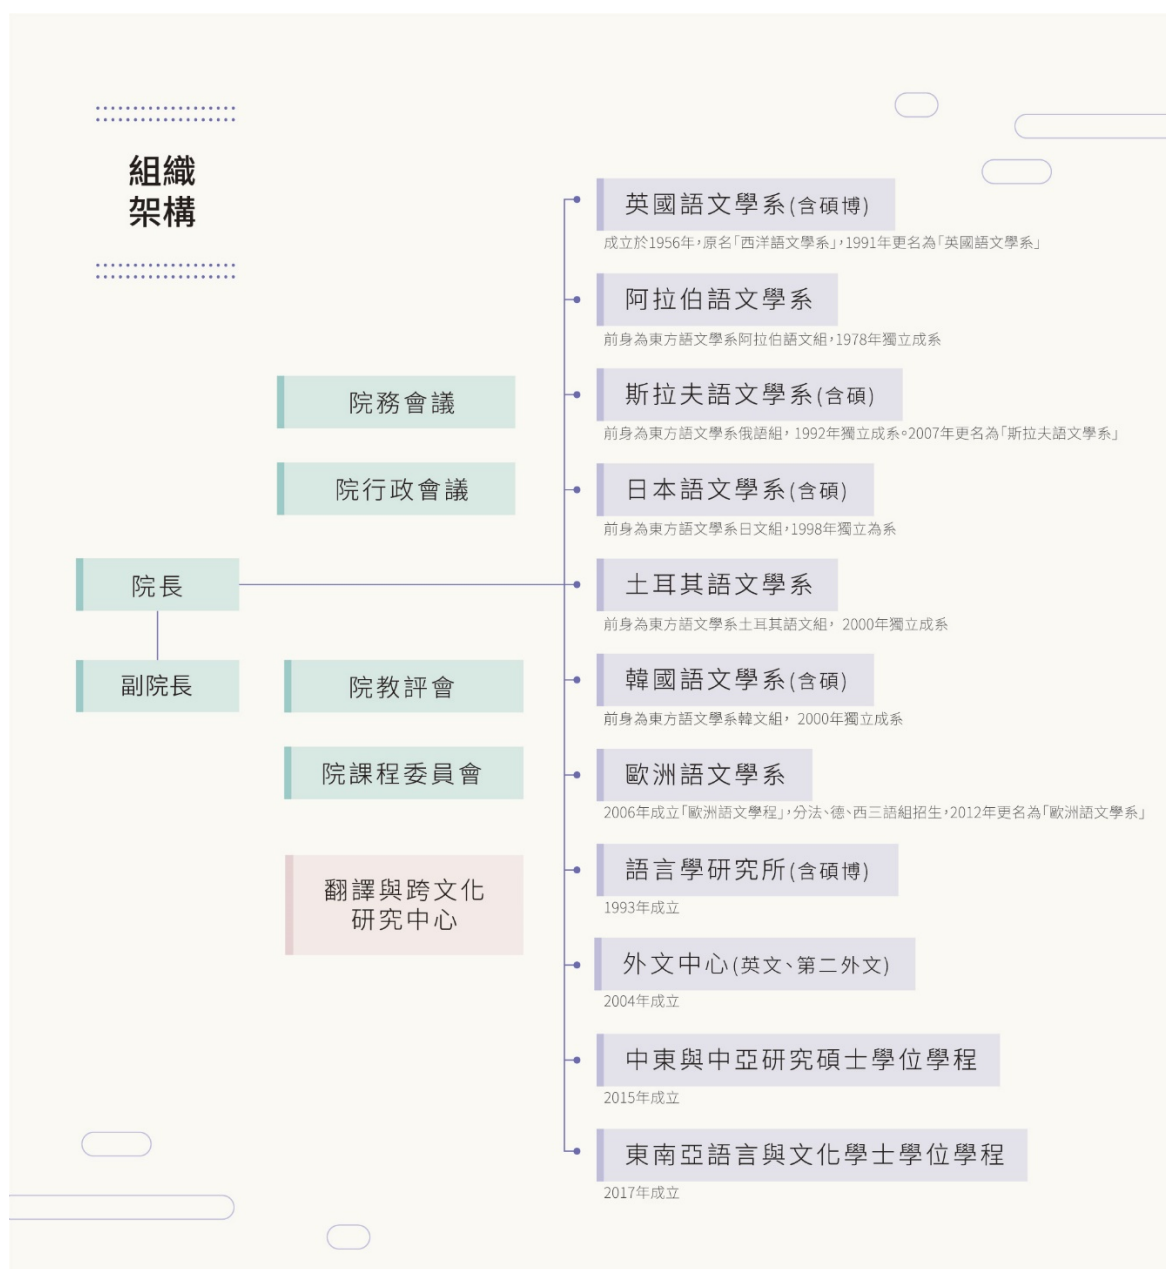 組織
架構
院務會議
院行政會議
院長
副院長
院教評會
院課程委員會
翻譯與跨文化
研究中心
英國語文學系(含碩博)
成立於1956年,原名「西洋語文學系」,1991年更名為「英國語文學系」
阿拉伯語文學系
前身為東方語文學系阿拉伯語文組,1978年獨立成系
斯拉夫語文學系(含碩)
前身為東方語文學系俄語組, 1992年獨立成系。2007年更名為「斯拉夫語文學系」
日本語文學系(含碩)
前身為東方語文學系日文組,1998年獨立為系
土耳其語文學系
前身為東方語文學系土耳其語文組, 2000年獨立成系
韓國語文學系(含碩)
前身為東方語文學系韓文組, 2000年獨立成系
歐洲語文學系
2006年成立「歐洲語文學程」,分法、德、西三語組招生,2012年更名為「歐洲語文學系」
語言學研究所(含碩博)
1993年成立
外文中心(英文、第二外文)
2004年成立
中東與中亞研究碩士學位學程
2015年成立
東南亞語言與文化學士學位學程
2017年成立